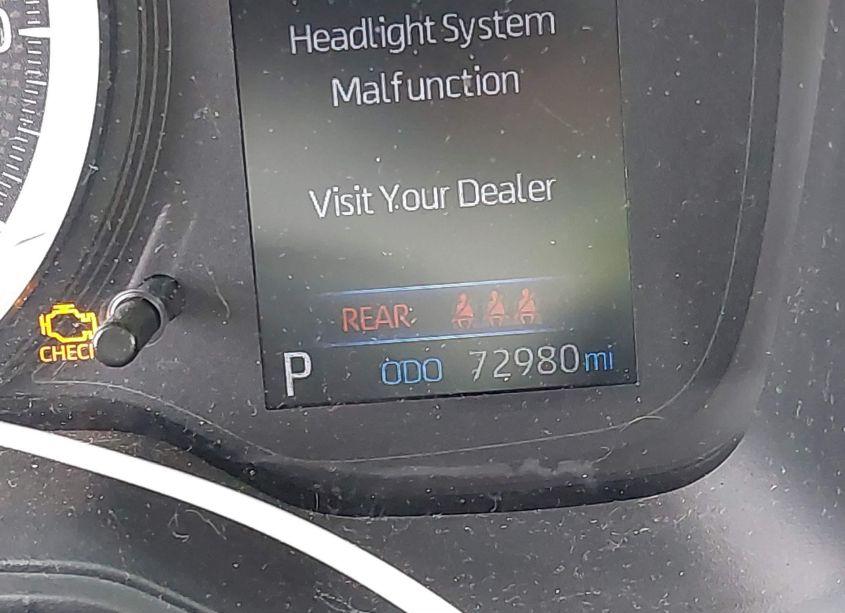 Headlight System
Malfunction
Visit Your Dealer
REAR
CHECK
P ODO 72980 mi